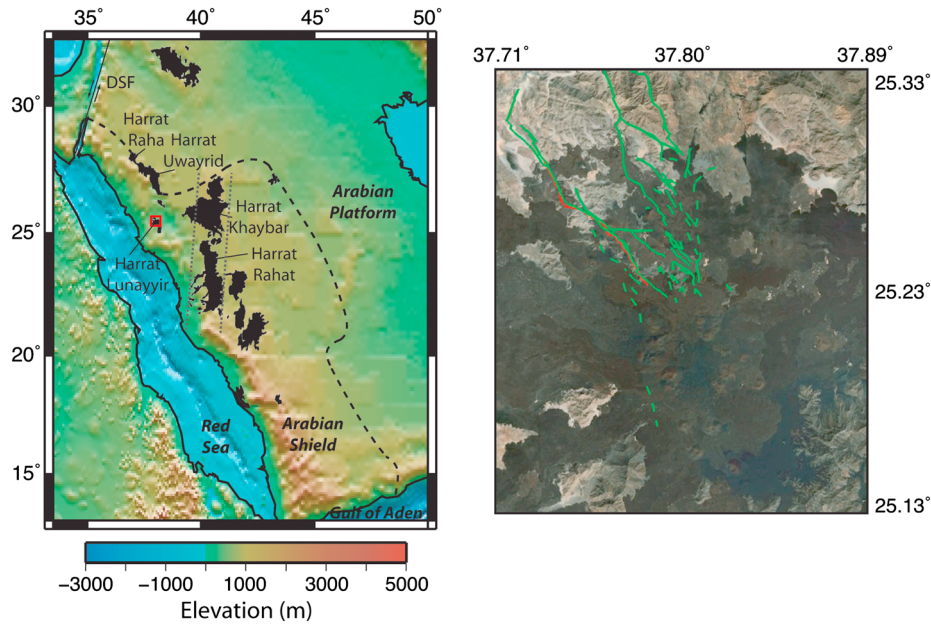 35°
40°
45°
50°
DSF
30°
Harrat
Raha
Harrat
Uwayrid
Arabian
Platform
Harrat
Khaybar
25°
Harrat
Lunayyir
Harrat
Rahat
20°
Red
Sea
Arabian
Shield
15°
Gulf of Aden
−3000
−1000
1000
3000
5000
Elevation (m)
37.71°
37.80°
37.89°
25.33°
25.23°
25.13°